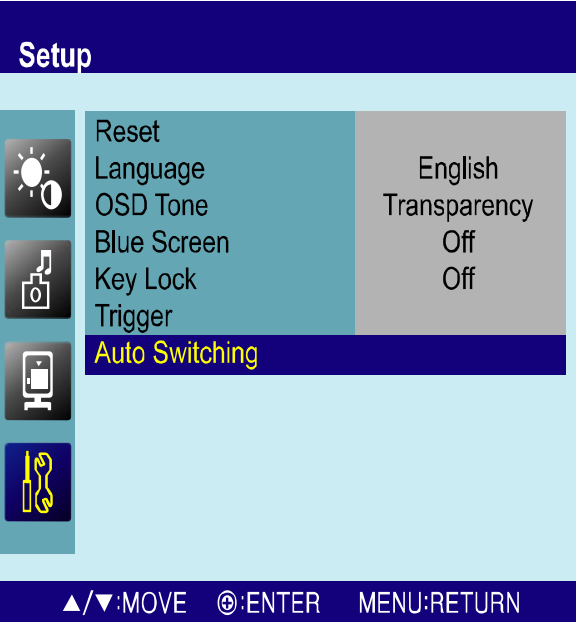 Setup
Reset
Language English
OSD Tone Transparency
Blue Screen Off
Key Lock Off
Trigger
Auto Switching
▲/▼:MOVE ⊕:ENTER MENU:RETURN